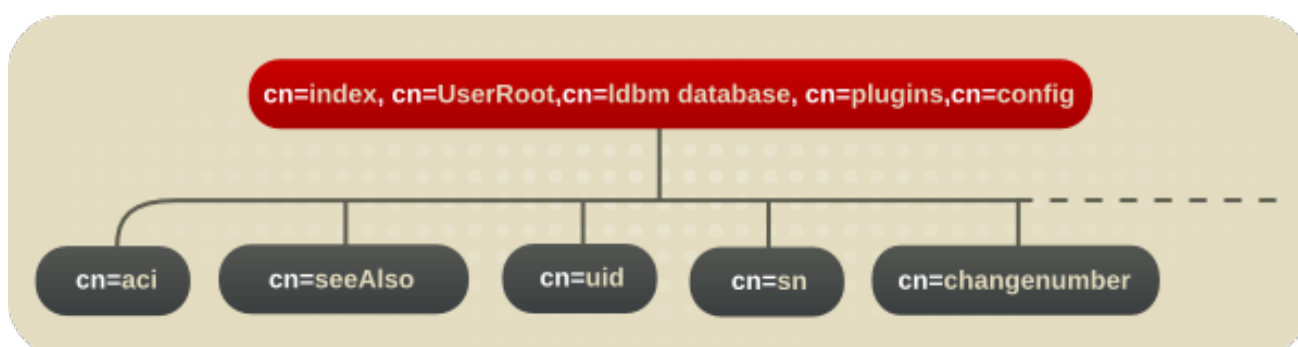 cn=index, cn=UserRoot,cn=ldbm database, cn=plugins,cn=config
cn=aci
cn=seeAlso
cn=uid
cn=sn
cn=changenumber